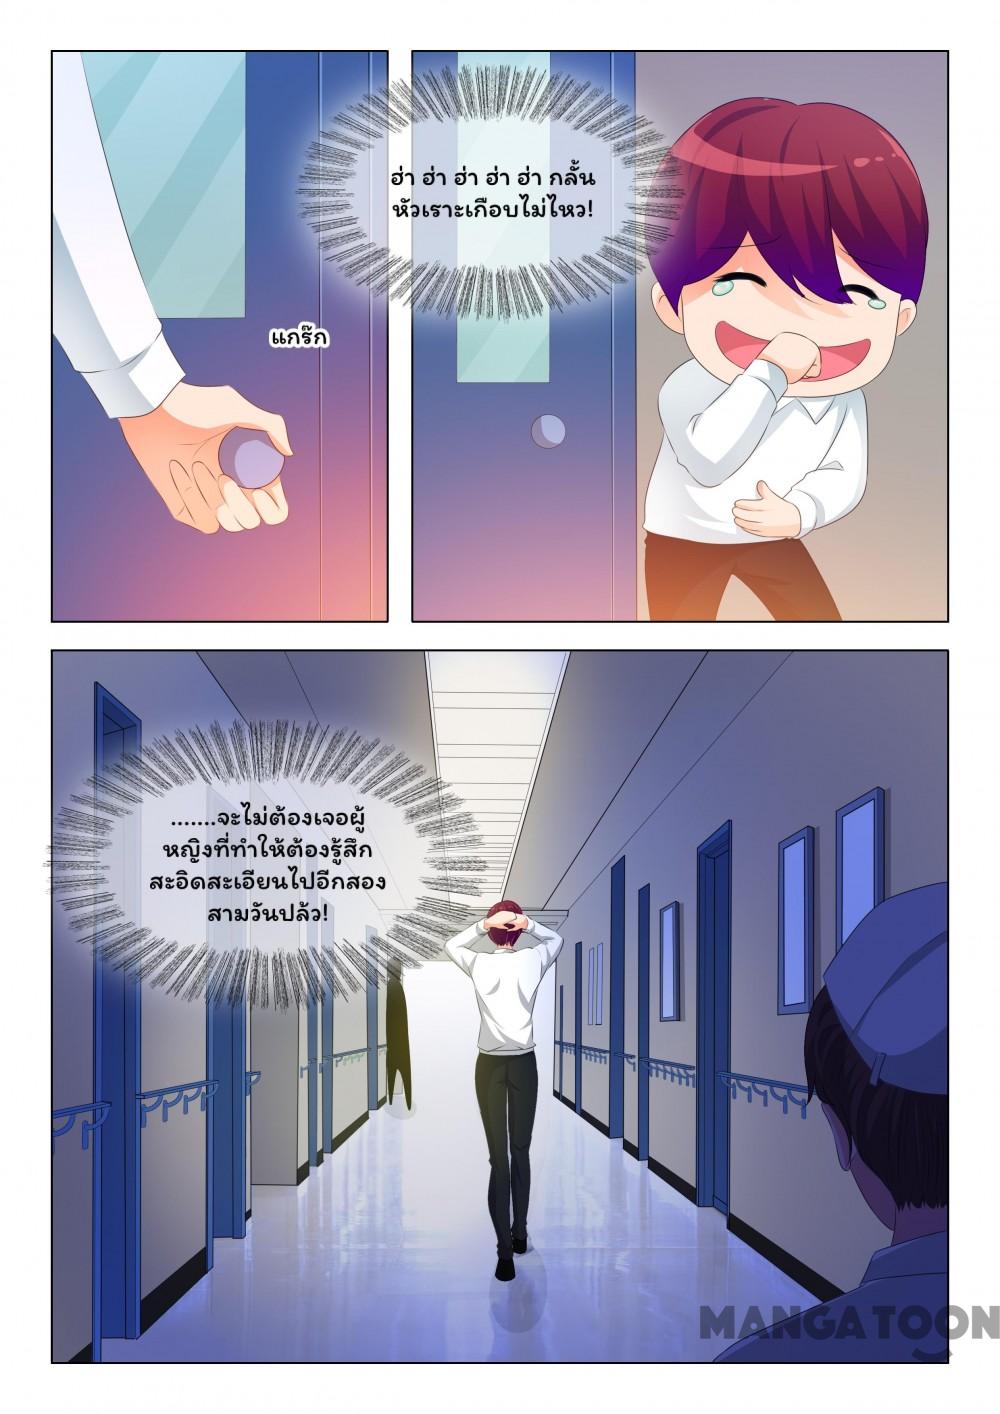 แกร๊ก
ฮ่า ฮ่า ฮ่า ฮ่า ฮ่า กลั้น
หัวเราะเกือบไม่ไหว!
.......จะไม่ต้องเจอผู้
หญิงที่ทำให้ต้องรู้สึก
สะอิดสะเอียนไปอีกสอง
สามวันปล้ว!
MANGATOON